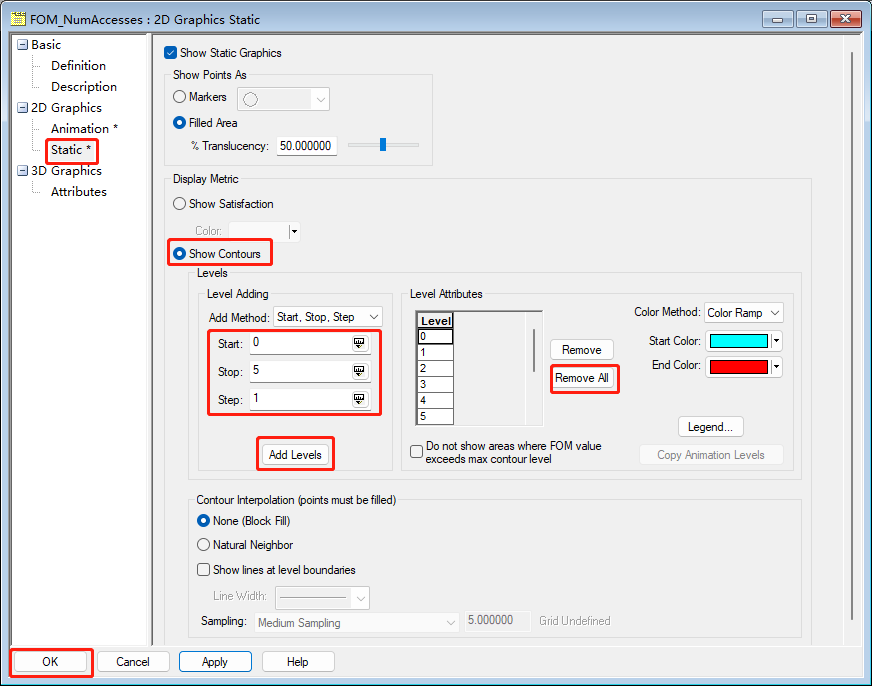 FOM_NumAccesses : 2D Graphics Static
Basic
Definition
Description
2D Graphics
Animation *
Static *
3D Graphics
Attributes
Show Static Graphics
Show Points As
Markers
Filled Area
% Translucency: 50.000000
Display Metric
Show Satisfaction
Color:
Show Contours
Levels
Level Adding
Add Method: Start, Stop, Step
Start: 0
Stop: 5
Step: 1
Add Levels
Level Attributes
Level
0
1
2
3
4
5
Remove
Remove All
Color Method: Color Ramp
Start Color:
End Color:
Legend...
Do not show areas where FOM value
exceeds max contour level
Copy Animation Levels
Contour Interpolation (points must be filled)
None (Block Fill)
Natural Neighbor
Show lines at level boundaries
Line Width:
Sampling: Medium Sampling 5.000000 Grid Undefined
OK Cancel Apply Help